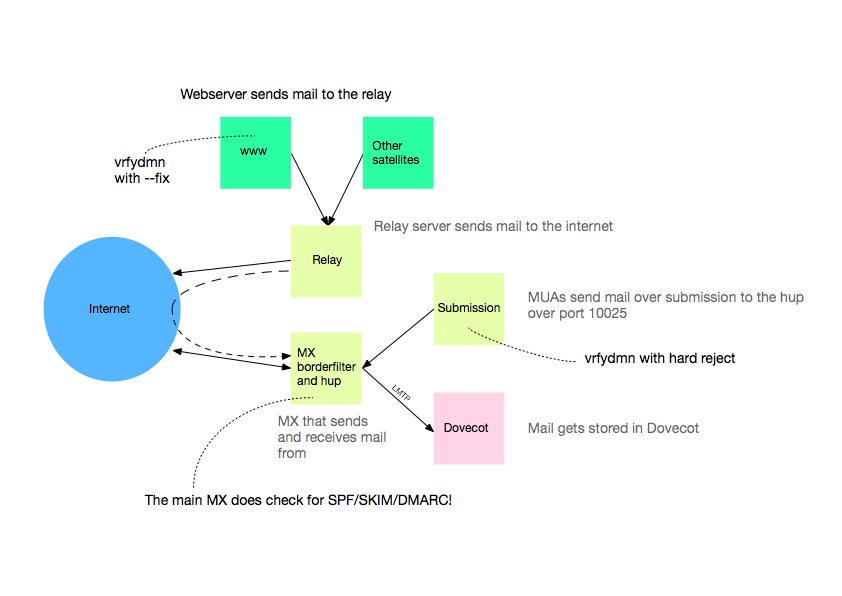 Webserver sends mail to the relay
www
Other
satellites
vrfydmn
with --fix
Relay server sends mail to the internet
Relay
Internet
Submission
MUAs send mail over submission to the hup
over port 10025
MX
borderfilter
and hup
vrfydmn with hard reject
LMTP
MX that sends
and receives mail
from
Dovecot
Mail gets stored in Dovecot
The main MX does check for SPF/SKIM/DMARC!